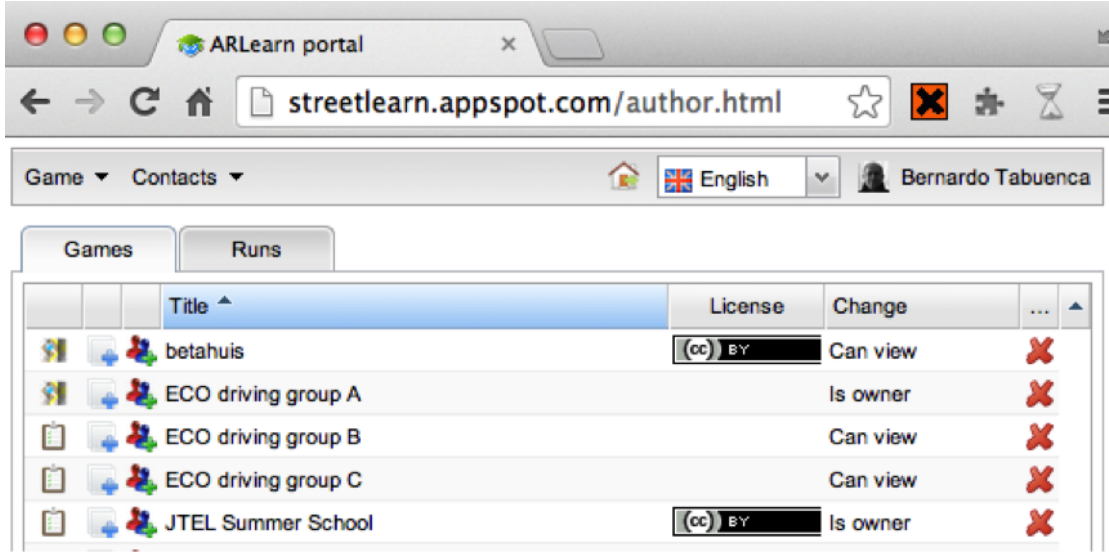 ARLearn portal
streetlearn.appspot.com/author.html
Game Contacts English Bernardo Tabuenca
Games Runs
Title License Change ...
betahuis (cc) BY Can view
ECO driving group A Is owner
ECO driving group B Can view
ECO driving group C Can view
JTEL Summer School (cc) BY Is owner